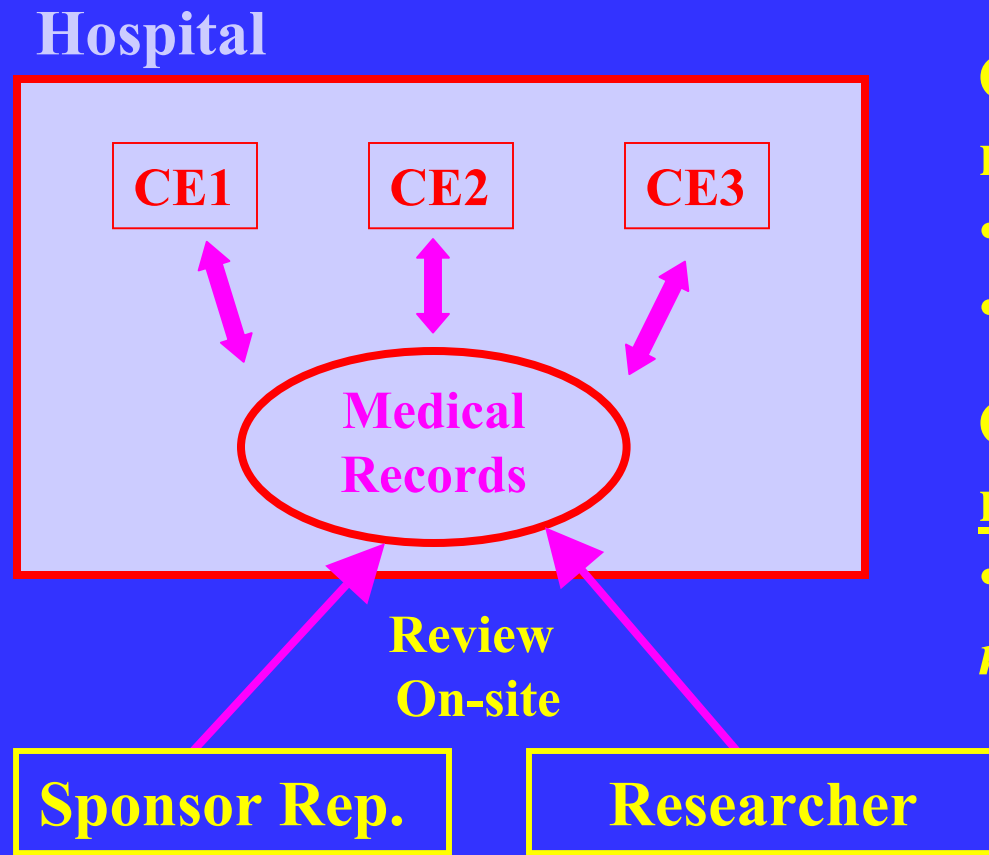 Hospital
CE1 CE2 CE3
Medical
Records
Review
On-site
Sponsor Rep. Researcher